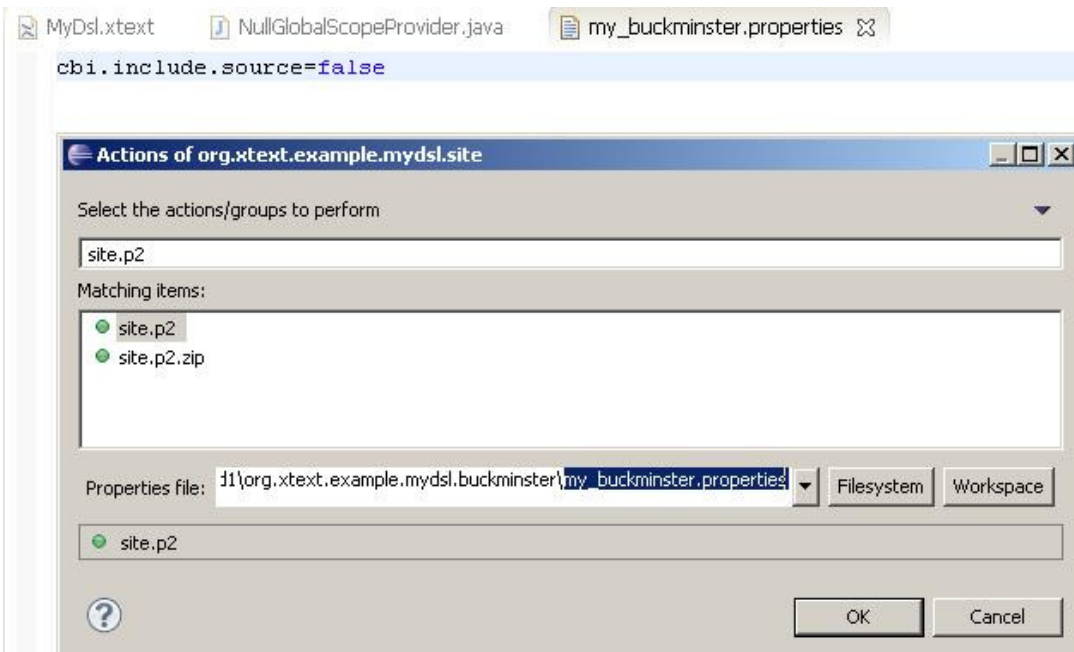 MyDsl.xtext NullGlobalScopeProvider.java my_buckminster.properties
cbi.include.source=false
Actions of org.xtext.example.mydsl.site
Select the actions/groups to perform
site.p2
Matching items:
site.p2
site.p2.zip
Properties file: d1\org.xtext.example.mydsl.buckminster\my_buckminster.properties Filesystem Workspace
site.p2
? OK Cancel